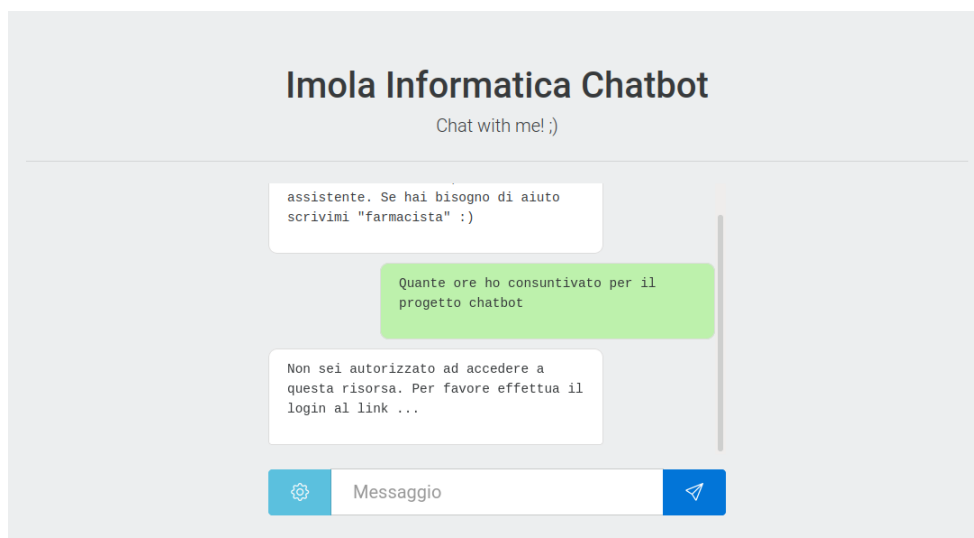 Imola Informatica Chatbot
Chat with me! ;)
assistente. Se hai bisogno di aiuto
scrivimi "farmacista" :)
Quante ore ho consuntivato per il
progetto chatbot
Non sei autorizzato ad accedere a
questa risorsa. Per favore effettua il
login al link ...
Messaggio